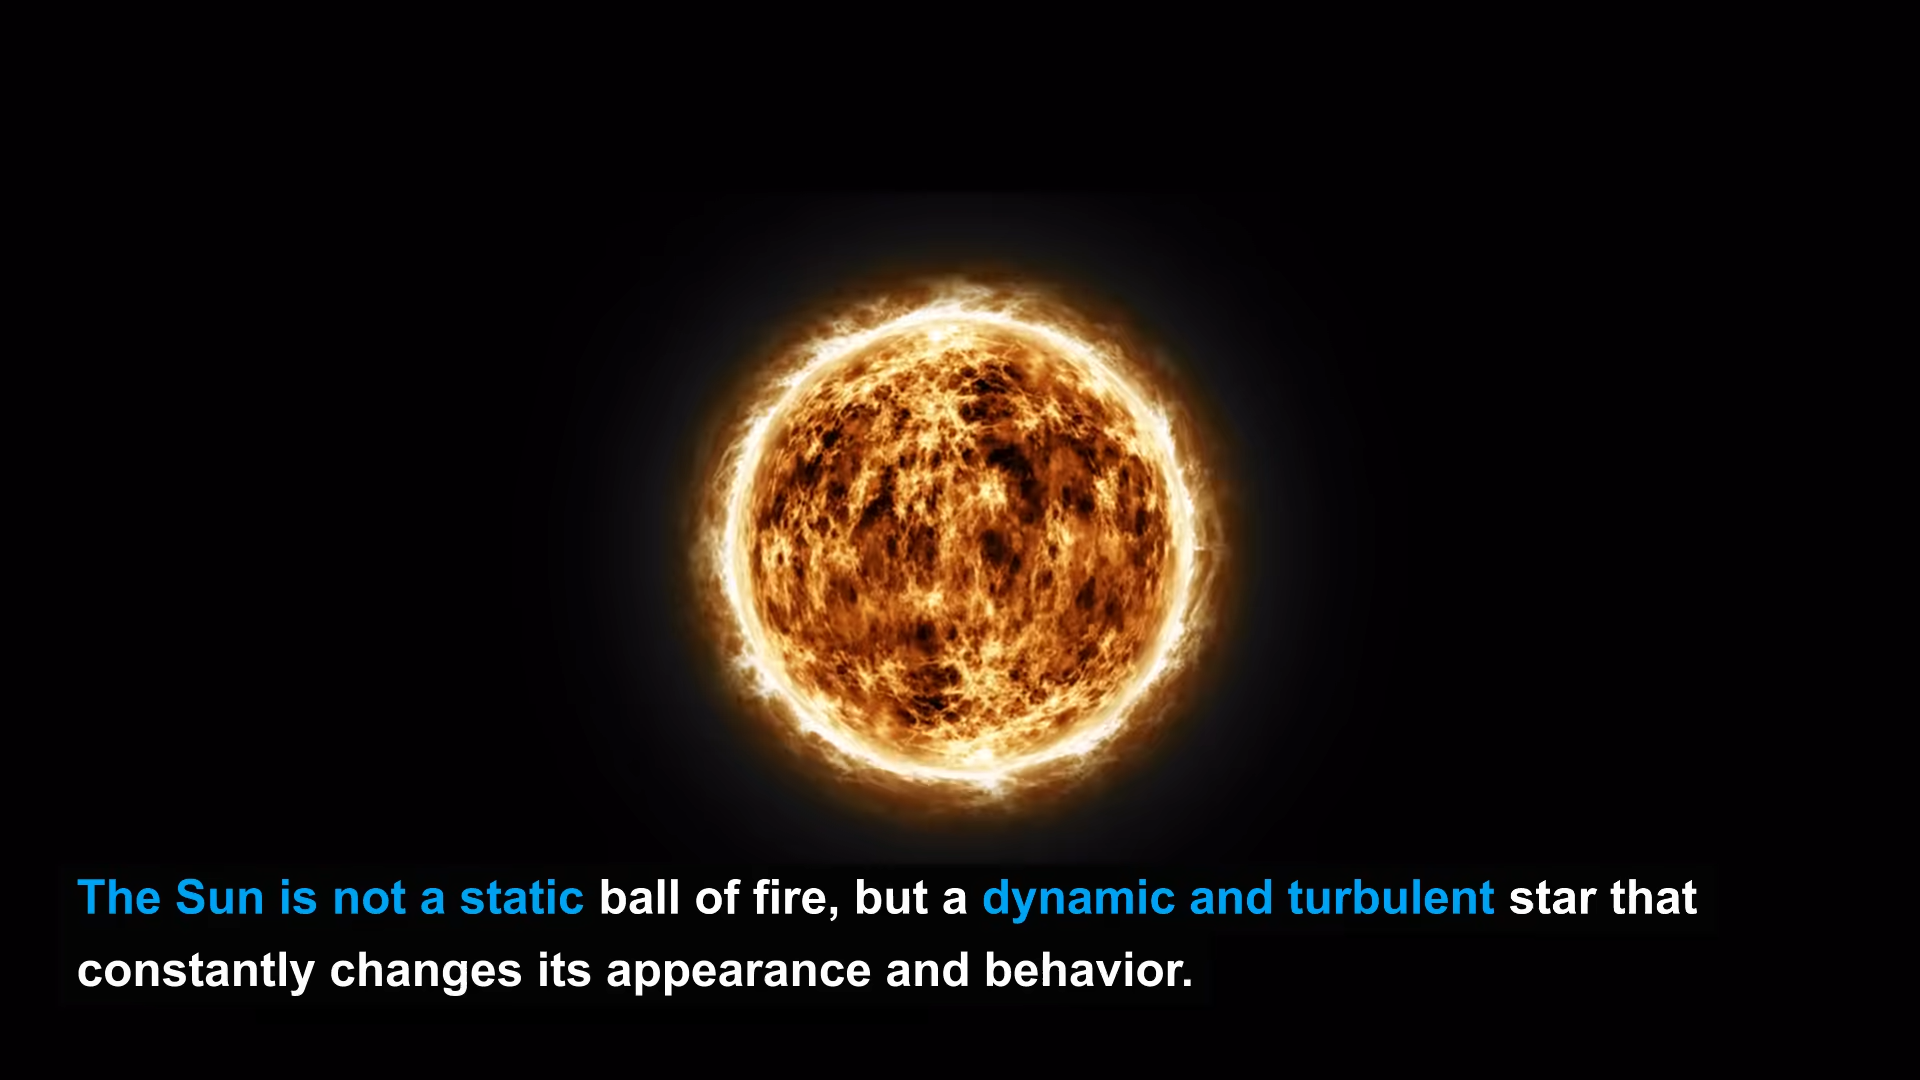 The Sun is not a static ball of fire, but a dynamic and turbulent star that
constantly changes its appearance and behavior.